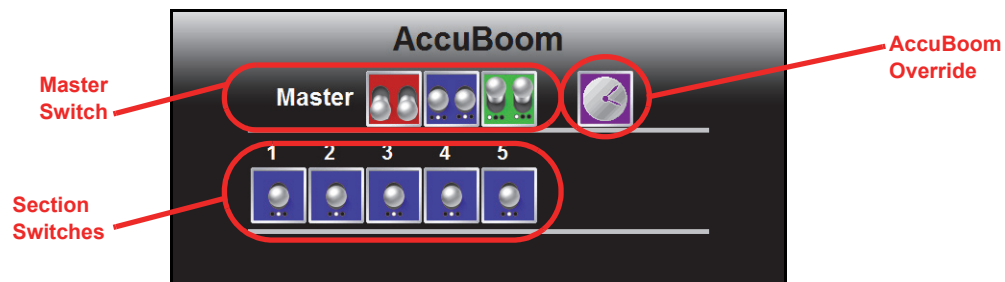 AccuBoom
AccuBoom
Override
Master
Switch
Master
1 2 3 4 5
Section
Switches